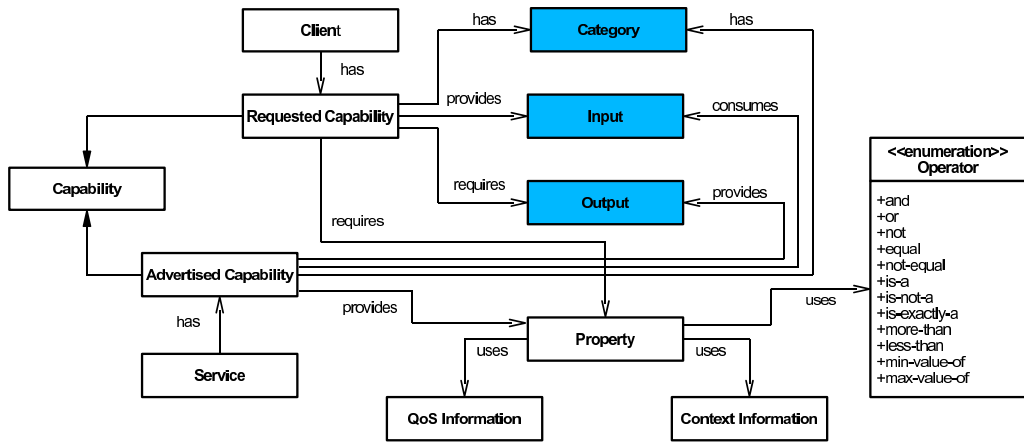 Client
has
Category
has
has
Requested Capability
provides
Input
consumes
Capability
requires
Output
provides
requires
<<enumeration>>
Operator
+and
+or
+not
+equal
+not-equal
+is-a
+is-not-a
+is-exactly-a
+more-than
+less-than
+min-value-of
+max-value-of
Advertised Capability
provides
uses
has
Property
Service
uses
uses
QoS Information
Context Information